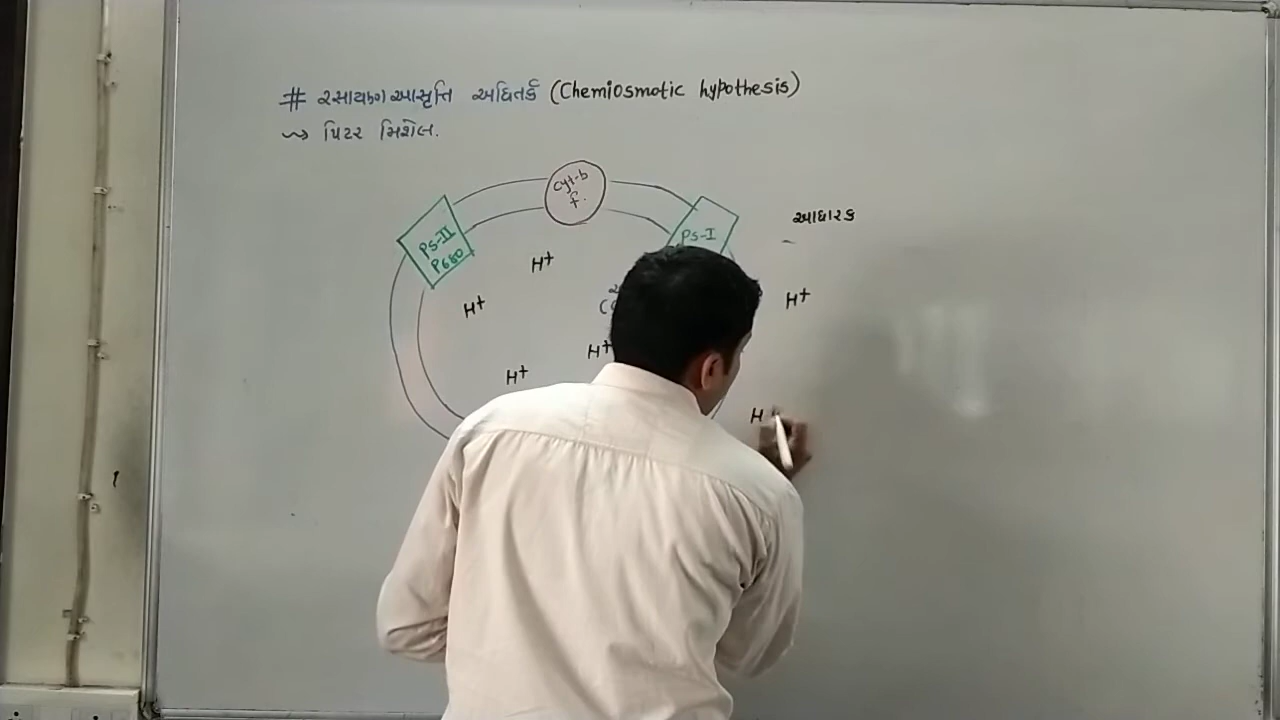 # રસાયણ આસૃતિ અધિતર્ક (Chemiosmotic hypothesis)
↝ પિટર મિશેલ.
Cyt-b
f.
PS-II
P680
PS-I
આધારક
H⁺
H⁺
H⁺
H⁺
H⁺
H